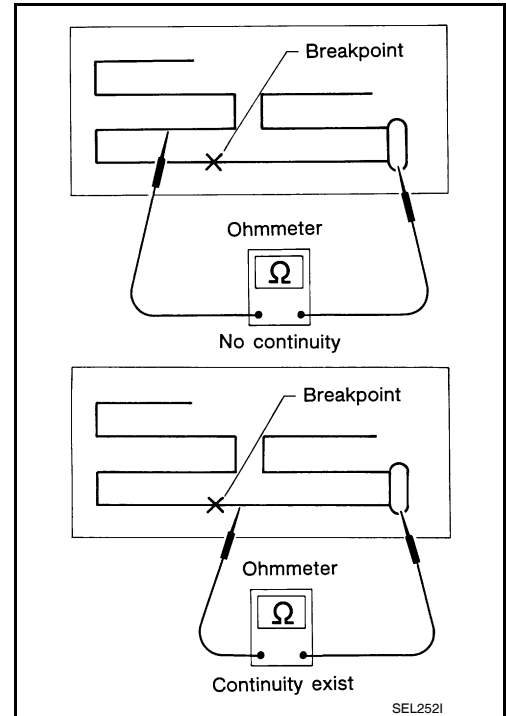 Breakpoint
Ohmmeter
Ω
No continuity
Breakpoint
Ohmmeter
Ω
Continuity exist
SEL252I